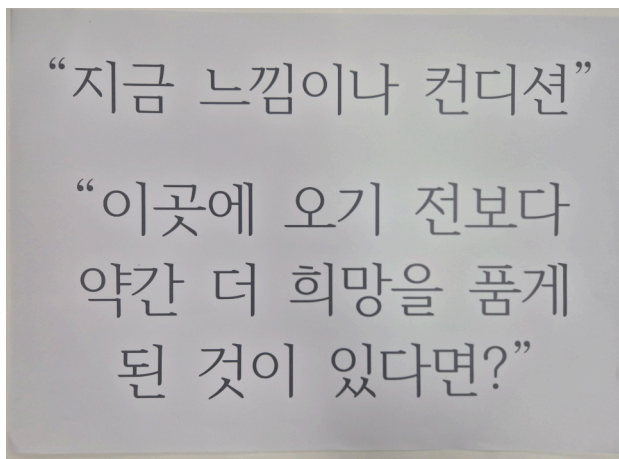 “지금 느낌이나 컨디션”
“이곳에 오기 전보다
약간 더 희망을 품게
된 것이 있다면?”